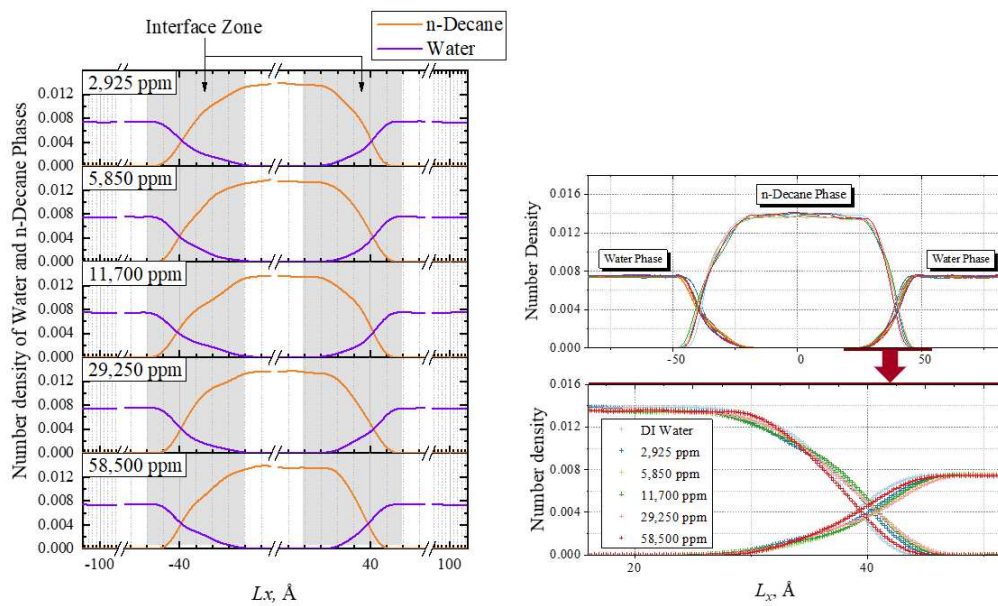 Interface Zone
n-Decane
Water
Number density of Water and n-Decane Phases
2,925 ppm
0.012
0.008
0.004
0.000
5,850 ppm
0.012
0.008
0.004
0.000
11,700 ppm
0.012
0.008
0.004
0.000
29,250 ppm
0.012
0.008
0.004
0.000
58,500 ppm
0.012
0.008
0.004
0.000
-100 -40 40 100
Lx, Å
Number Density
0.016
0.012
0.008
0.004
0.000
n-Decane Phase
Water Phase
Water Phase
-50 0 50
Number density
0.016
0.012
0.008
0.004
0.000
DI Water
2,925 ppm
5,850 ppm
11,700 ppm
29,250 ppm
58,500 ppm
20 40
Lx, Å